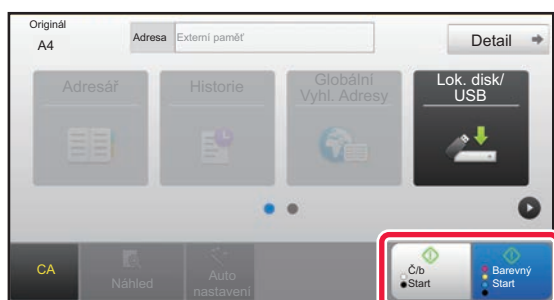 Originál
A4
Adresa Externí paměť
Detail
Adresář
Historie
Globální
Vyhl. Adresy
Lok. disk/
USB
CA
Náhled
Auto
nastavení
Č/b
Start
Barevný
Start